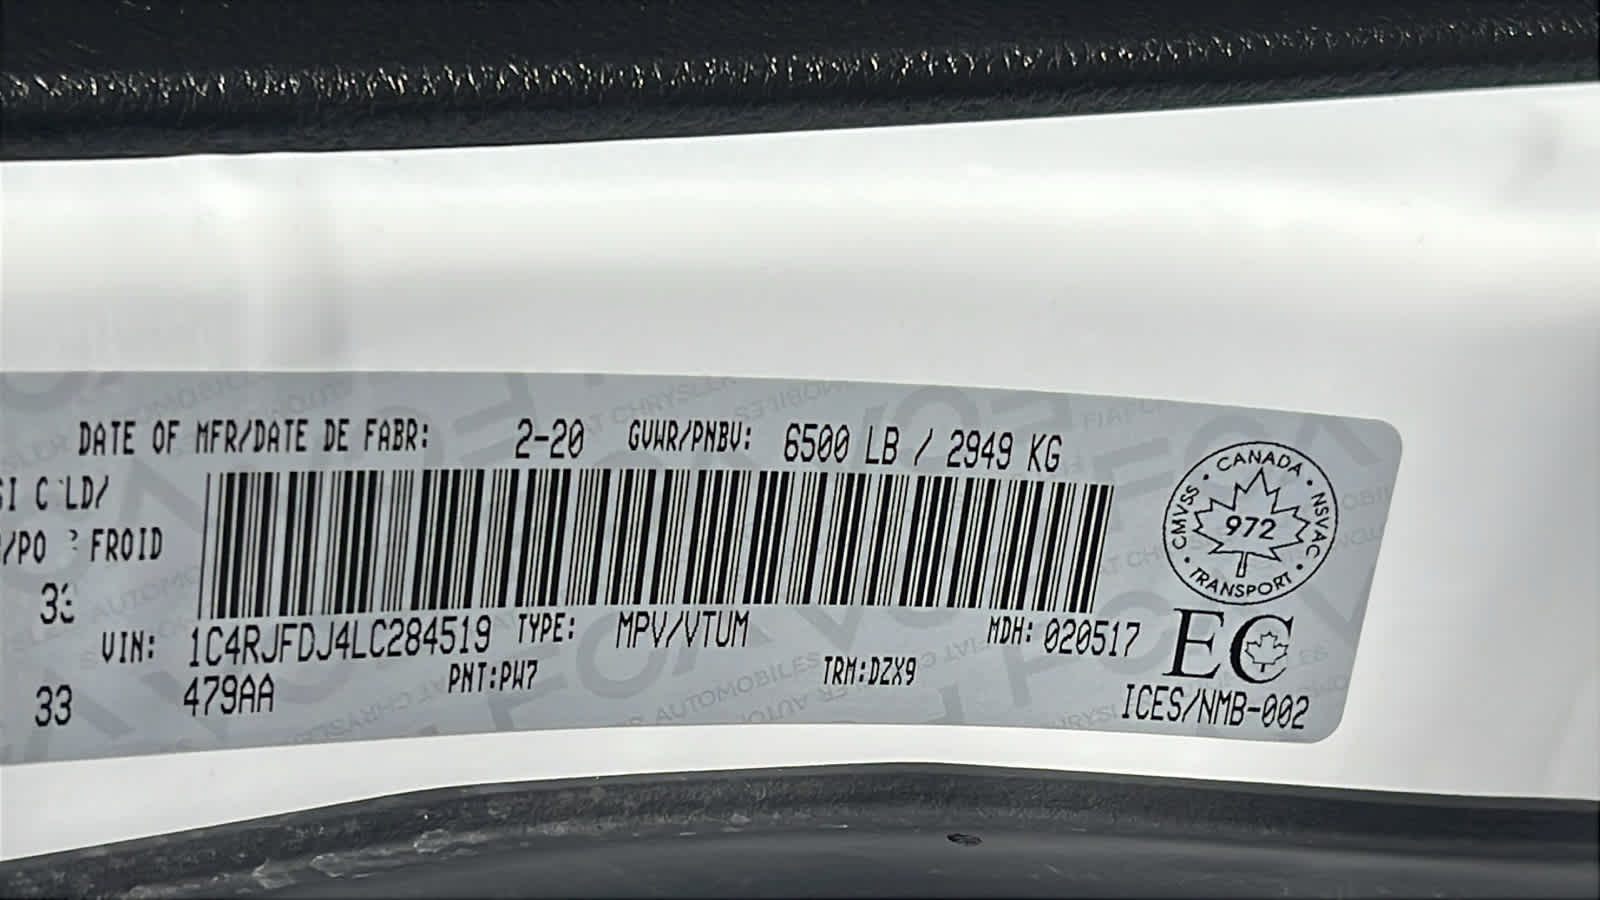 DATE OF MFR/DATE DE FABR: 2-20 GVWR/PNBV: 6500 LB / 2949 KG
FROID
VIN: 1C4RJFDJ4LC284519 TYPE: MPV/VTUM MDH: 020517
33
479AA PNT:PW7 TRM:DZX9
CANADA
CMVSS
972
NSVAC
TRANSPORT
EC
ICES/NMB-002